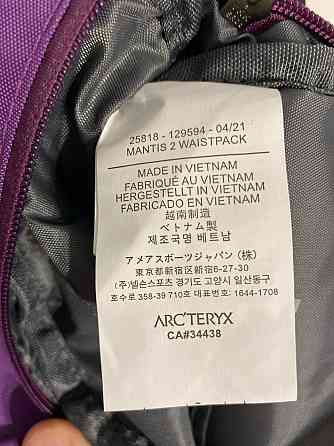 25818 - 129594 - 04/21
MANTIS 2 WAISTPACK
MADE IN VIETNAM
FABRIQUÉ AU VIETNAM
HERGESTELLT IN VIETNAM
FABRICADO EN VIETNAM
越南制造
ベトナム製
제조국명 베트남
アメアスポーツジャパン (株)
東京都新宿区新宿6-27-30
(주)넬슨스포츠 경기도 고양시 일산동구
호수로 358-39 710호 대표번호: 1644-1708
ARC'TERYX
CA#34438